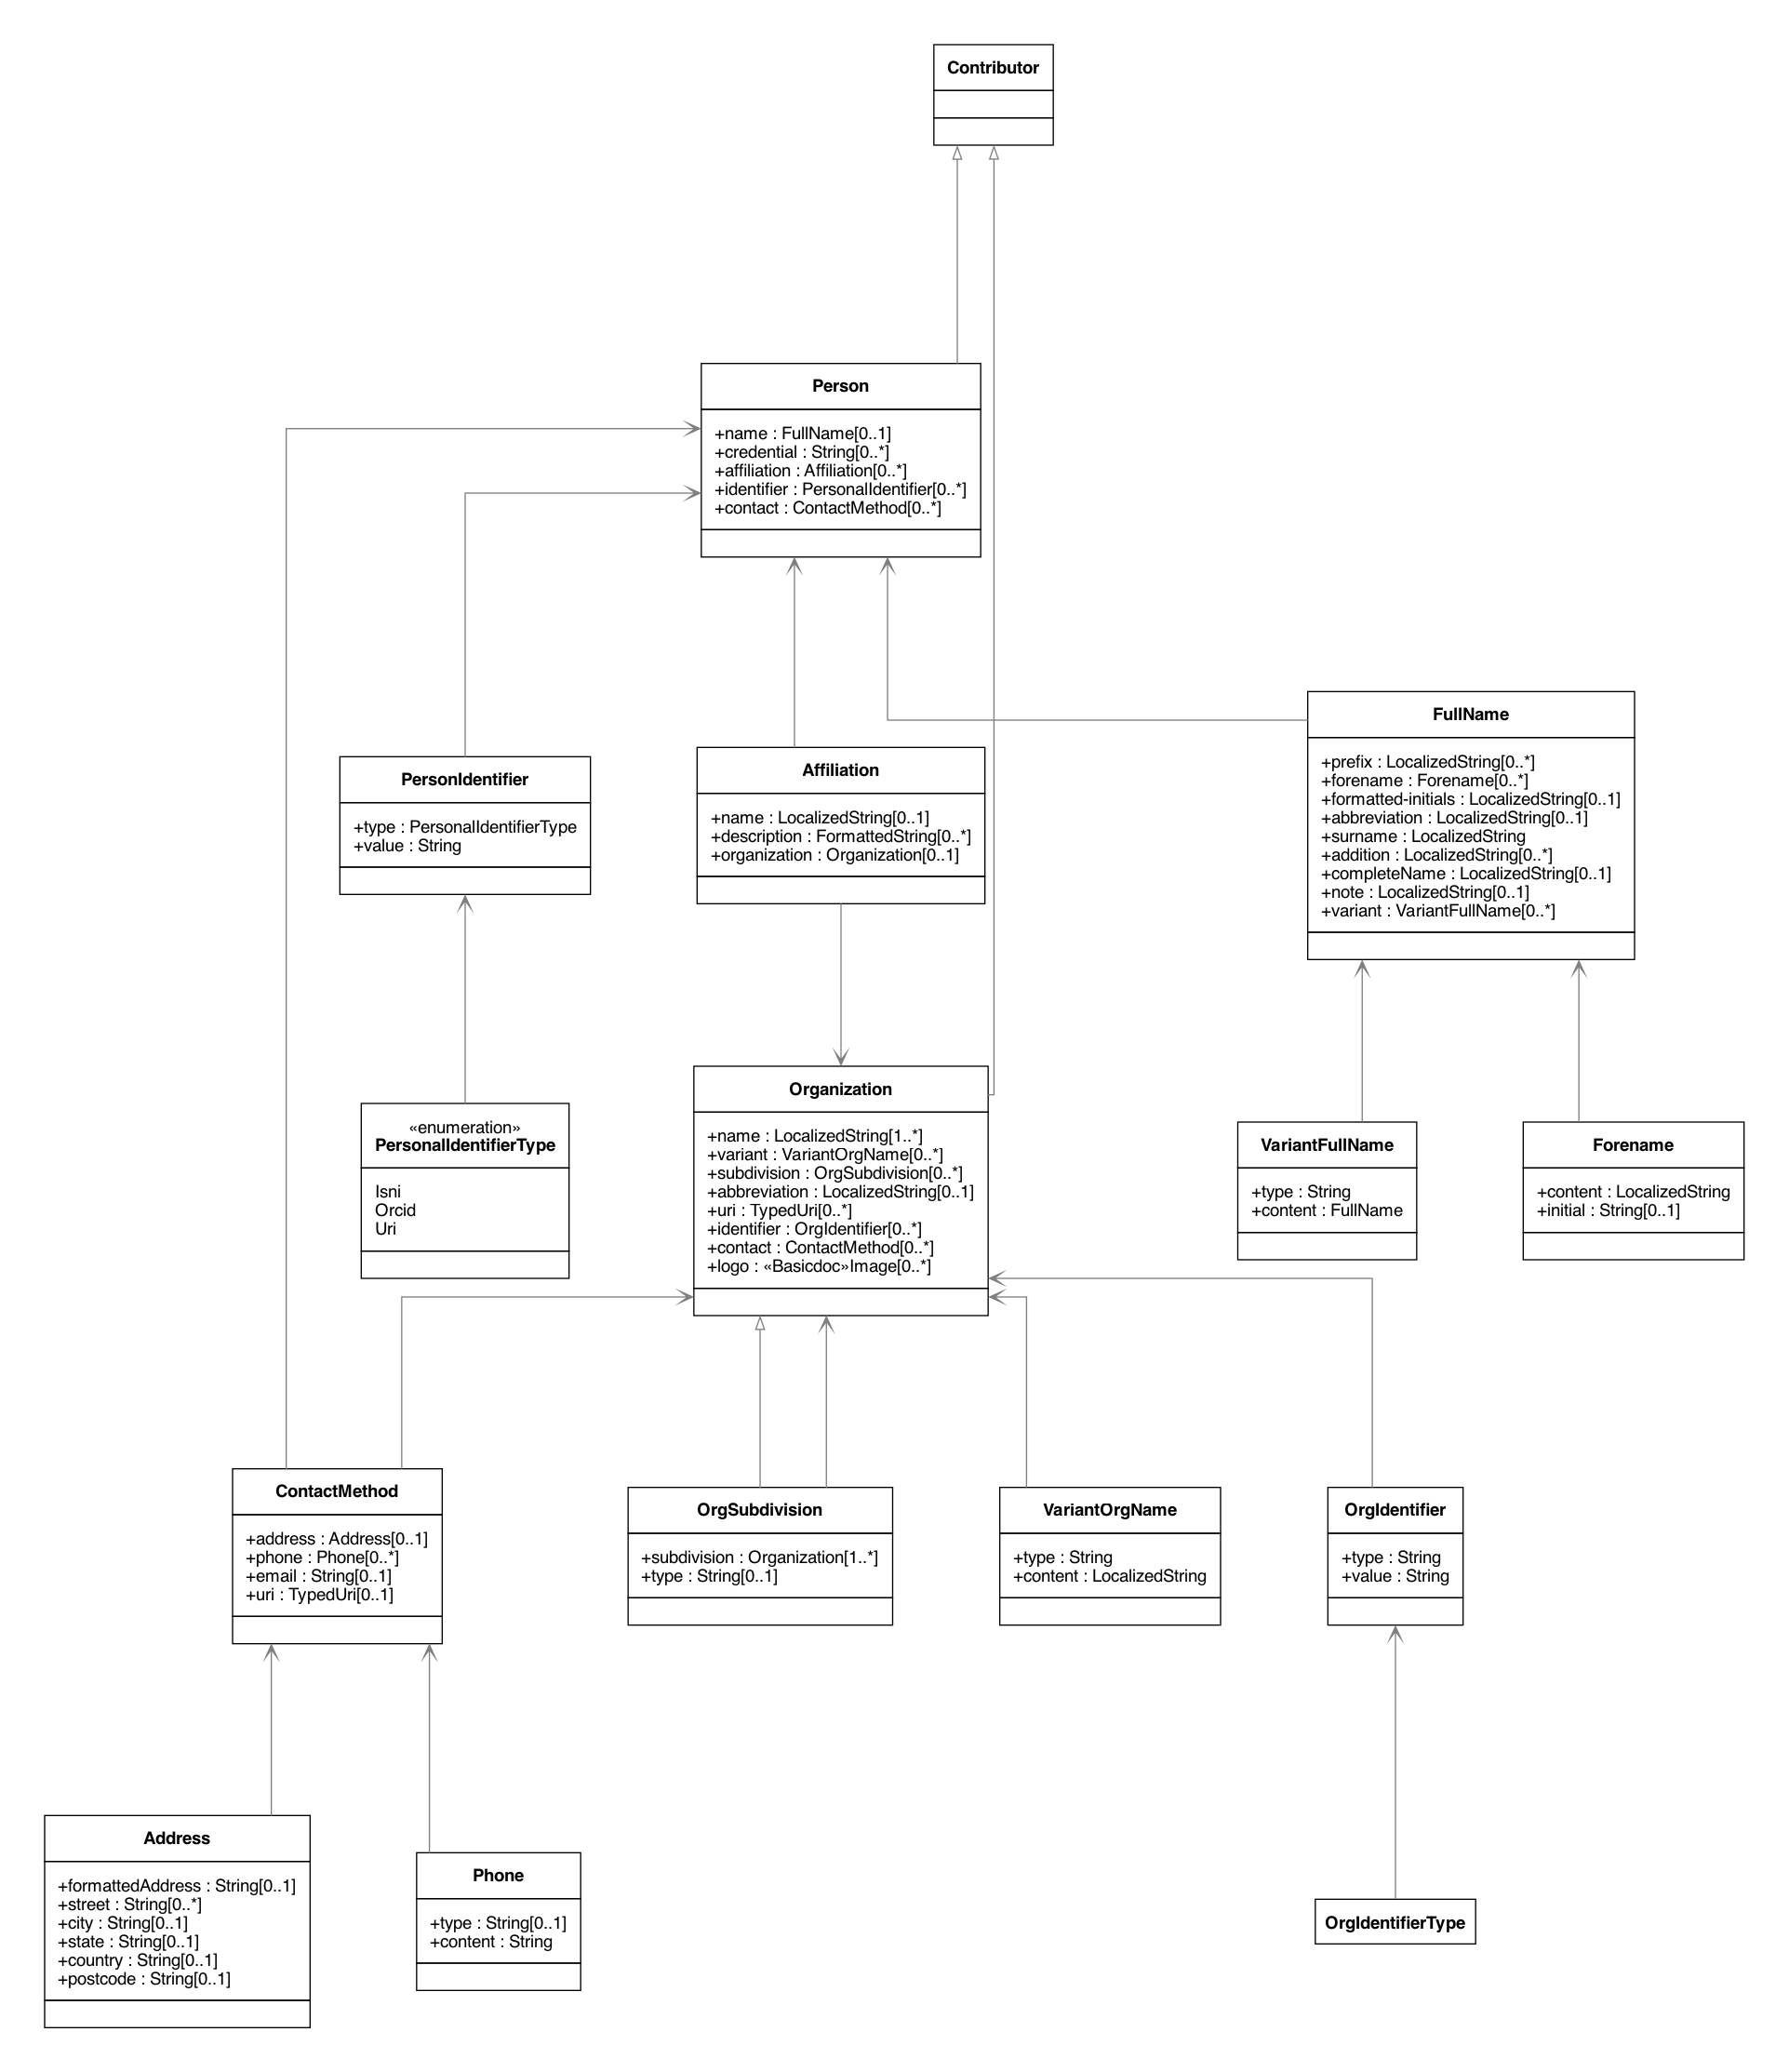 Contributor
Person
+name : FullName[0..1]
+credential : String[0..*]
+affiliation : Affiliation[0..*]
+identifier : PersonalIdentifier[0..*]
+contact : ContactMethod[0..*]
FullName
+prefix : LocalizedString[0..*]
+forename : Forename[0..*]
+formatted-initials : LocalizedString[0..1]
+abbreviation : LocalizedString[0..1]
+surname : LocalizedString
+addition : LocalizedString[0..*]
+completeName : LocalizedString[0..1]
+note : LocalizedString[0..1]
+variant : VariantFullName[0..*]
PersonIdentifier
+type : PersonalIdentifierType
+value : String
Affiliation
+name : LocalizedString[0..1]
+description : FormattedString[0..*]
+organization : Organization[0..1]
«enumeration»
PersonalIdentifierType
Isni
Orcid
Uri
Organization
+name : LocalizedString[1..*]
+variant : VariantOrgName[0..*]
+subdivision : OrgSubdivision[0..*]
+abbreviation : LocalizedString[0..1]
+uri : TypedUri[0..*]
+identifier : OrgIdentifier[0..*]
+contact : ContactMethod[0..*]
+logo : «Basicdoc»Image[0..*]
VariantFullName
+type : String
+content : FullName
Forename
+content : LocalizedString
+initial : String[0..1]
ContactMethod
+address : Address[0..1]
+phone : Phone[0..*]
+email : String[0..1]
+uri : TypedUri[0..1]
OrgSubdivision
+subdivision : Organization[1..*]
+type : String[0..1]
VariantOrgName
+type : String
+content : LocalizedString
OrgIdentifier
+type : String
+value : String
Address
+formattedAddress : String[0..1]
+street : String[0..*]
+city : String[0..1]
+state : String[0..1]
+country : String[0..1]
+postcode : String[0..1]
Phone
+type : String[0..1]
+content : String
OrgIdentifierType